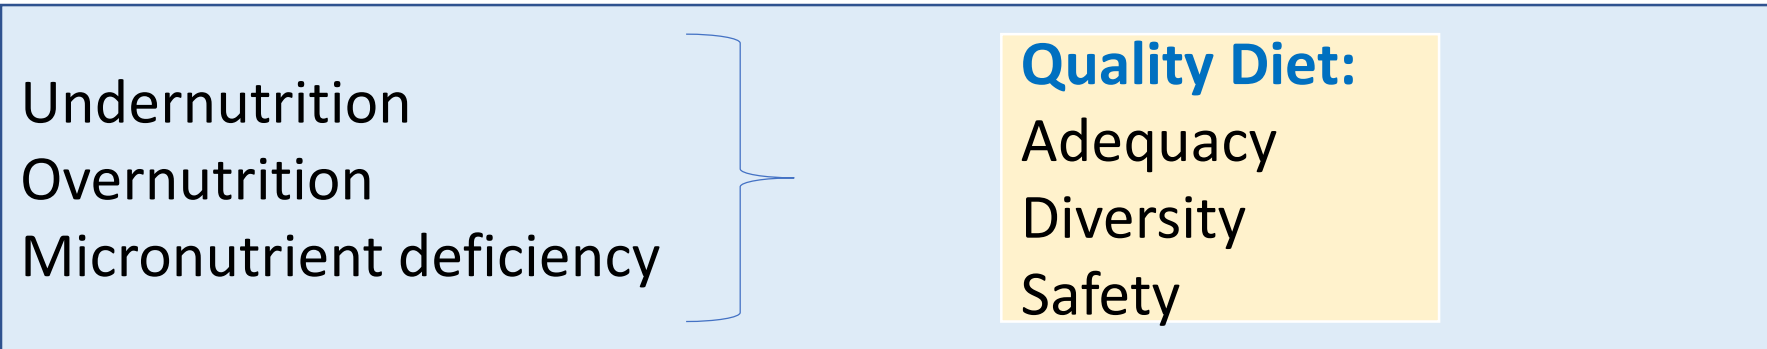 Undernutrition
Overnutrition
Micronutrient deficiency
Quality Diet:
Adequacy
Diversity
Safety